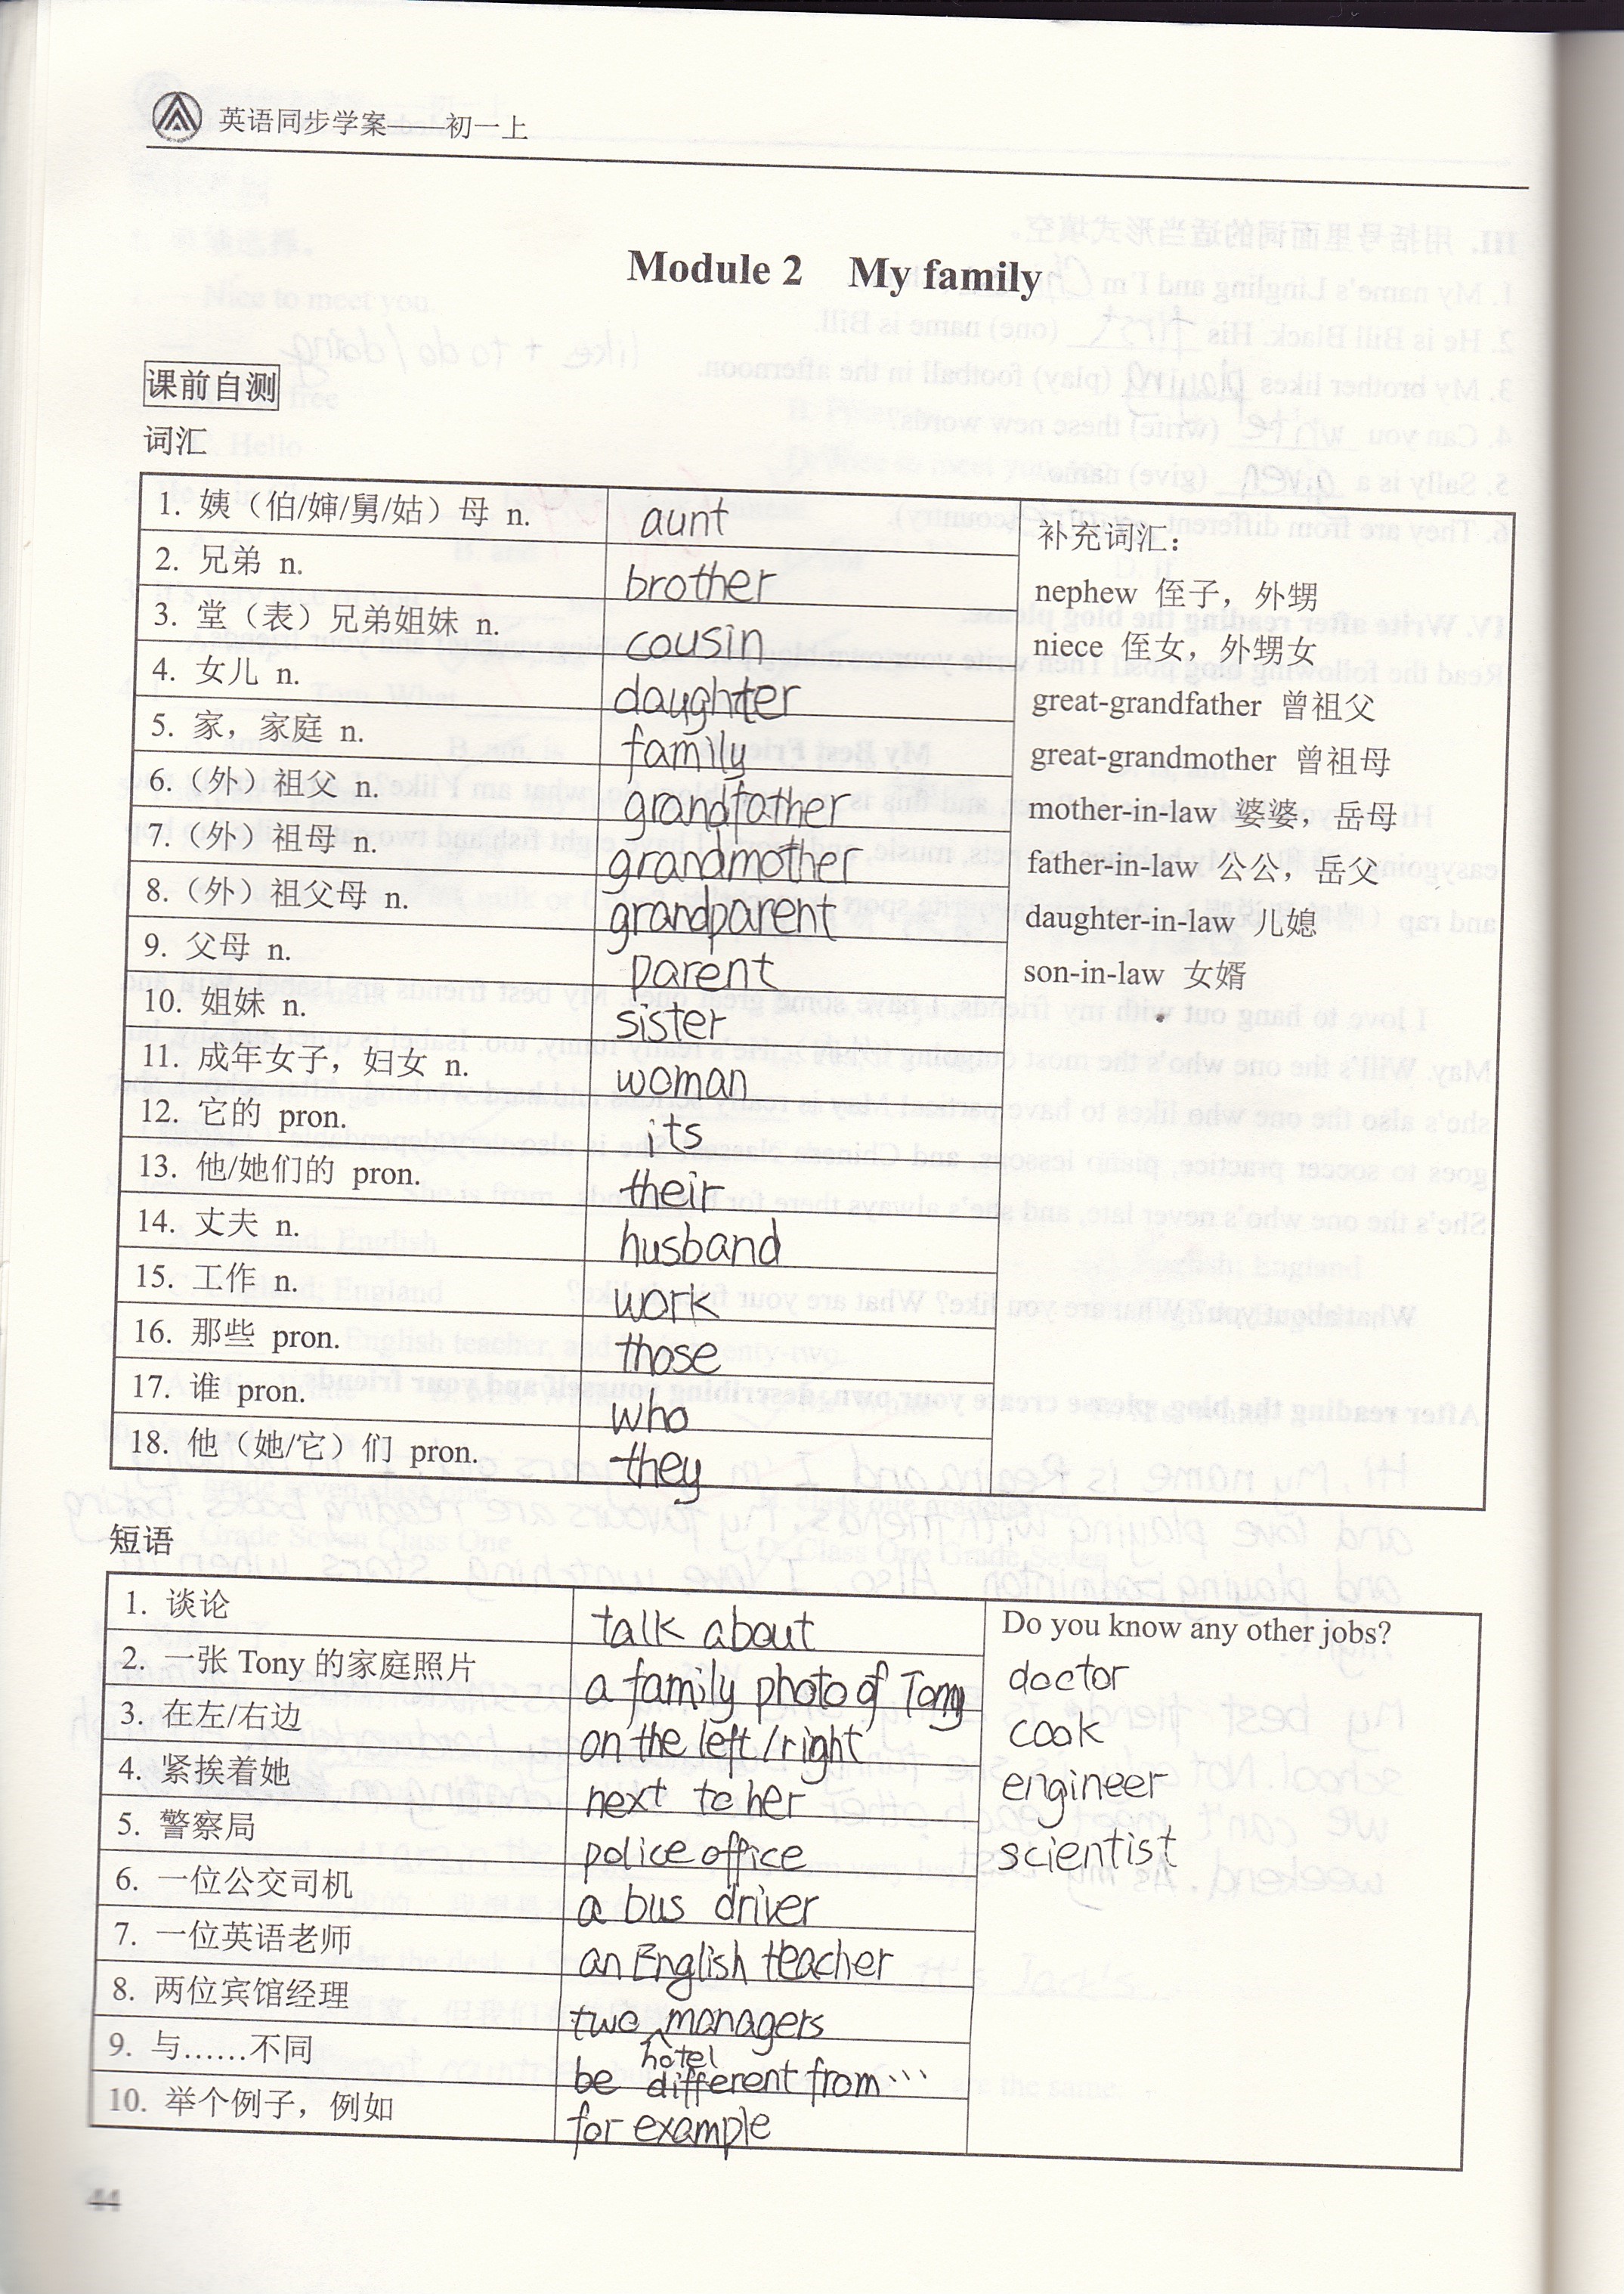 英语同步学案——初一上
Module 2 My family
课前自测
词汇
1. 姨（伯/婶/舅/姑）母 n. aunt
2. 兄弟 n. brother
3. 堂（表）兄弟姐妹 n. cousin
4. 女儿 n. daughter
5. 家，家庭 n. family
6.（外）祖父 n. grandfather
7.（外）祖母 n. grandmother
8.（外）祖父母 n. grandparent
9. 父母 n. parent
10. 姐妹 n. sister
11. 成年女子，妇女 n. woman
12. 它的 pron. its
13. 他/她们的 pron. their
14. 丈夫 n. husband
15. 工作 n. work
16. 那些 pron. those
17. 谁 pron. who
18. 他（她/它）们 pron. they
补充词汇：
nephew 侄子，外甥
niece 侄女，外甥女
great-grandfather 曾祖父
great-grandmother 曾祖母
mother-in-law 婆婆，岳母
father-in-law 公公，岳父
daughter-in-law 儿媳
son-in-law 女婿
短语
1. 谈论 talk about
2. 一张 Tony 的家庭照片 a family photo of Tony
3. 在左/右边 on the left/right
4. 紧挨着她 next to her
5. 警察局 police office
6. 一位公交司机 a bus driver
7. 一位英语老师 an English teacher
8. 两位宾馆经理 two hotel managers
9. 与……不同 be different from…
10. 举个例子，例如 for example
Do you know any other jobs?
doctor
cook
engineer
scientist
44